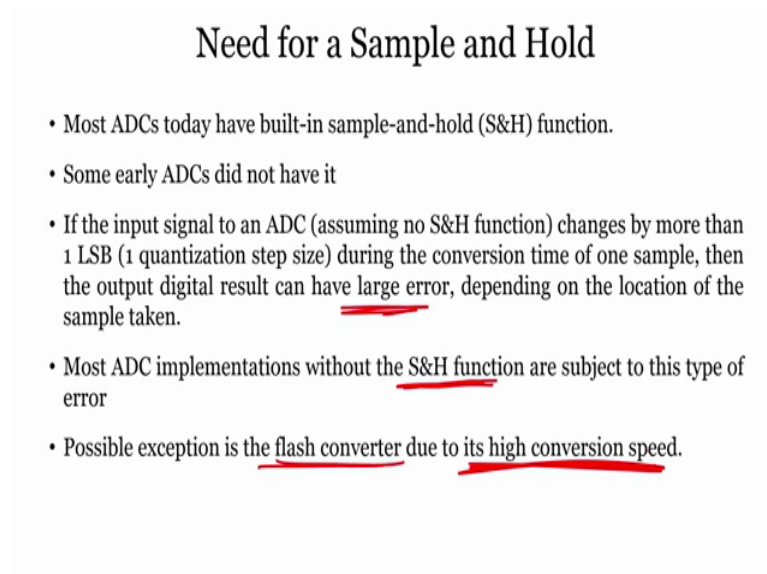 Need for a Sample and Hold
• Most ADCs today have built-in sample-and-hold (S&H) function.
• Some early ADCs did not have it
• If the input signal to an ADC (assuming no S&H function) changes by more than
1 LSB (1 quantization step size) during the conversion time of one sample, then
the output digital result can have large error, depending on the location of the
sample taken.
• Most ADC implementations without the S&H function are subject to this type of
error
• Possible exception is the flash converter due to its high conversion speed.